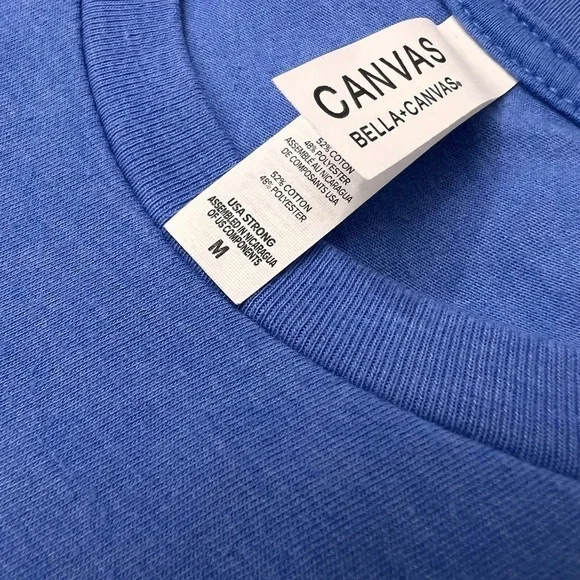 CANVAS
BELLA+CANVAS®
52% COTTON
48% POLYESTER
ASSEMBLÉ AU NICARAGUA
DE COMPOSANTS USA
52% COTTON
48% POLYESTER
USA STRONG
ASSEMBLED IN NICARAGUA
OF US COMPONENTS
M